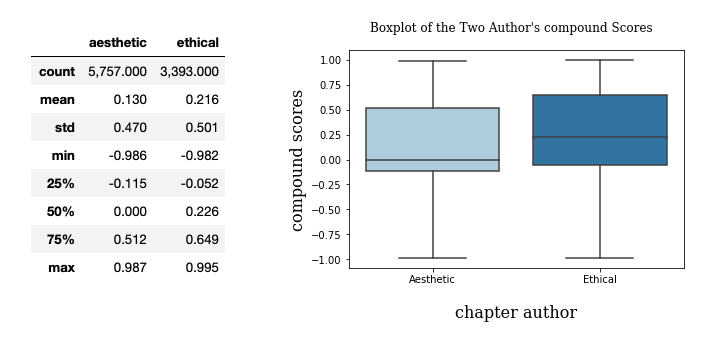 aesthetic ethical
count 5,757.000 3,393.000
mean 0.130 0.216
std 0.470 0.501
min -0.986 -0.982
25% -0.115 -0.052
50% 0.000 0.226
75% 0.512 0.649
max 0.987 0.995
Boxplot of the Two Author's compound Scores
compound scores
1.00
0.75
0.50
0.25
0.00
−0.25
−0.50
−0.75
−1.00
Aesthetic Ethical
chapter author